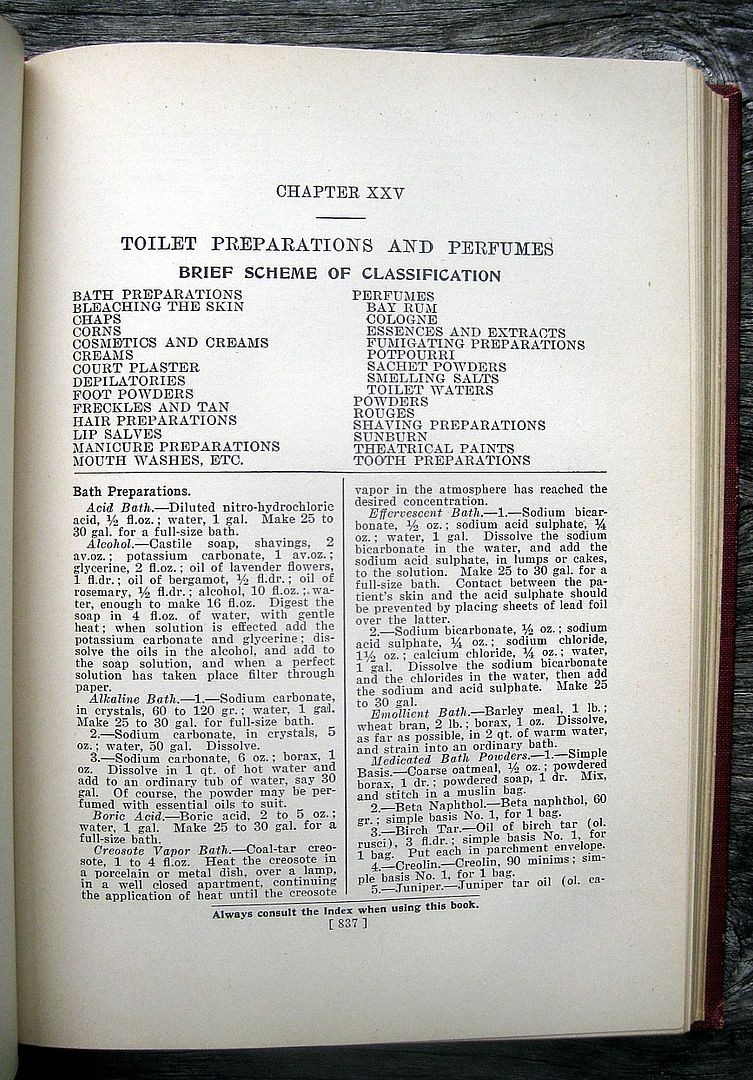 CHAPTER XXV
TOILET PREPARATIONS AND PERFUMES
BRIEF SCHEME OF CLASSIFICATION
BATH PREPARATIONS
BLEACHING THE SKIN
CHAPS
CORNS
COSMETICS AND CREAMS
CREAMS
COURT PLASTER
DEPILATORIES
FOOT POWDERS
FRECKLES AND TAN
HAIR PREPARATIONS
LIP SALVES
MANICURE PREPARATIONS
MOUTH WASHES, ETC.
PERFUMES
BAY RUM
COLOGNE
ESSENCES AND EXTRACTS
FUMIGATING PREPARATIONS
POTPOURRI
SACHET POWDERS
SMELLING SALTS
TOILET WATERS
POWDERS
ROUGES
SHAVING PREPARATIONS
SUNBURN
THEATRICAL PAINTS
TOOTH PREPARATIONS
Bath Preparations.
Acid Bath.—Diluted nitro-hydrochloric
acid, ½ fl.oz.; water, 1 gal. Make 25 to
30 gal. for a full-size bath.
Alcohol.—Castile soap, shavings, 2
av.oz.; potassium carbonate, 1 av.oz.;
glycerine, 2 fl.oz.; oil of lavender flowers,
1 fl.dr.; oil of bergamot, ½ fl.dr.; oil of
rosemary, ½ fl.dr.; alcohol, 10 fl.oz.; wa-
ter, enough to make 16 fl.oz. Digest the
soap in 4 fl.oz. of water, with gentle
heat; when solution is effected add the
potassium carbonate and glycerine; dis-
solve the oils in the alcohol, and add to
the soap solution, and when a perfect
solution has taken place filter through
paper.
Alkaline Bath.—1.—Sodium carbonate,
in crystals, 60 to 120 gr.; water, 1 gal.
Make 25 to 30 gal. for full-size bath.
2.—Sodium carbonate, in crystals, 5
oz.; water, 50 gal. Dissolve.
3.—Sodium carbonate, 6 oz.; borax, 1
oz. Dissolve in 1 qt. of hot water and
add to an ordinary tub of water, say 30
gal. Of course, the powder may be per-
fumed with essential oils to suit.
Boric Acid.—Boric acid, 2 to 5 oz.;
water, 1 gal. Make 25 to 30 gal. for a
full-size bath.
Creosote Vapor Bath.—Coal-tar creo-
sote, 1 to 4 fl.oz. Heat the creosote in
a porcelain or metal dish, over a lamp,
in a well closed apartment, continuing
the application of heat until the creosote
vapor in the atmosphere has reached the
desired concentration.
Effervescent Bath.—1.—Sodium bicar-
bonate, ½ oz.; sodium acid sulphate, ¼
oz.; water, 1 gal. Dissolve the sodium
bicarbonate in the water, and add the
sodium acid sulphate, in lumps or cakes,
to the solution. Make 25 to 30 gal. for a
full-size bath. Contact between the pa-
tient's skin and the acid sulphate should
be prevented by placing sheets of lead foil
over the latter.
2.—Sodium bicarbonate, ½ oz.; sodium
acid sulphate, ¼ oz.; sodium chloride,
1½ oz.; calcium chloride, ¼ oz.; water,
1 gal. Dissolve the sodium bicarbonate
and the chlorides in the water, then add
the sodium and acid sulphate. Make 25
to 30 gal.
Emollient Bath.—Barley meal, 1 lb.;
wheat bran, 2 lb.; borax, 1 oz. Dissolve,
as far as possible, in 2 qt. of warm water,
and strain into an ordinary bath.
Medicated Bath Powders.—1.—Simple
Basis.—Coarse oatmeal, ½ oz.; powdered
borax, 1 dr.; powdered soap, 1 dr. Mix,
and stitch in a muslin bag.
2.—Beta Naphthol.—Beta naphthol, 60
gr.; simple basis No. 1, for 1 bag.
3.—Birch Tar.—Oil of birch tar (ol.
rusci), 3 fl.dr.; simple basis No. 1, for
1 bag. Put each in parchment envelope.
4.—Creolin.—Creolin, 90 minims; sim-
ple basis No. 1, for 1 bag.
5.—Juniper.—Juniper tar oil (ol. ca-
Always consult the Index when using this book.
[ 837 ]